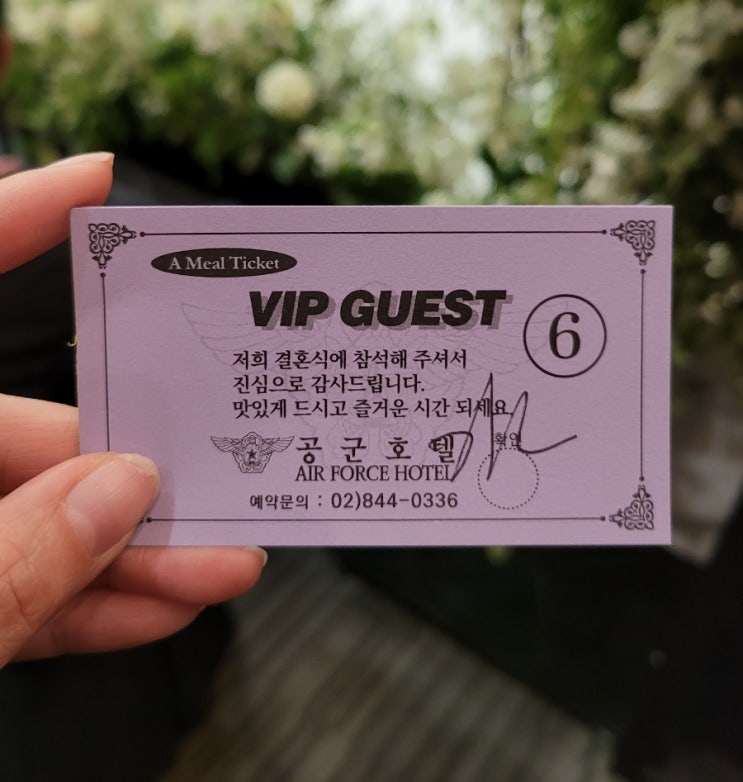 A Meal Ticket
VIP GUEST
6
저희 결혼식에 참석해 주셔서
진심으로 감사드립니다.
맛있게 드시고 즐거운 시간 되세요.
확인
공군호텔
AIR FORCE HOTEL
예약문의 : 02)844-0336